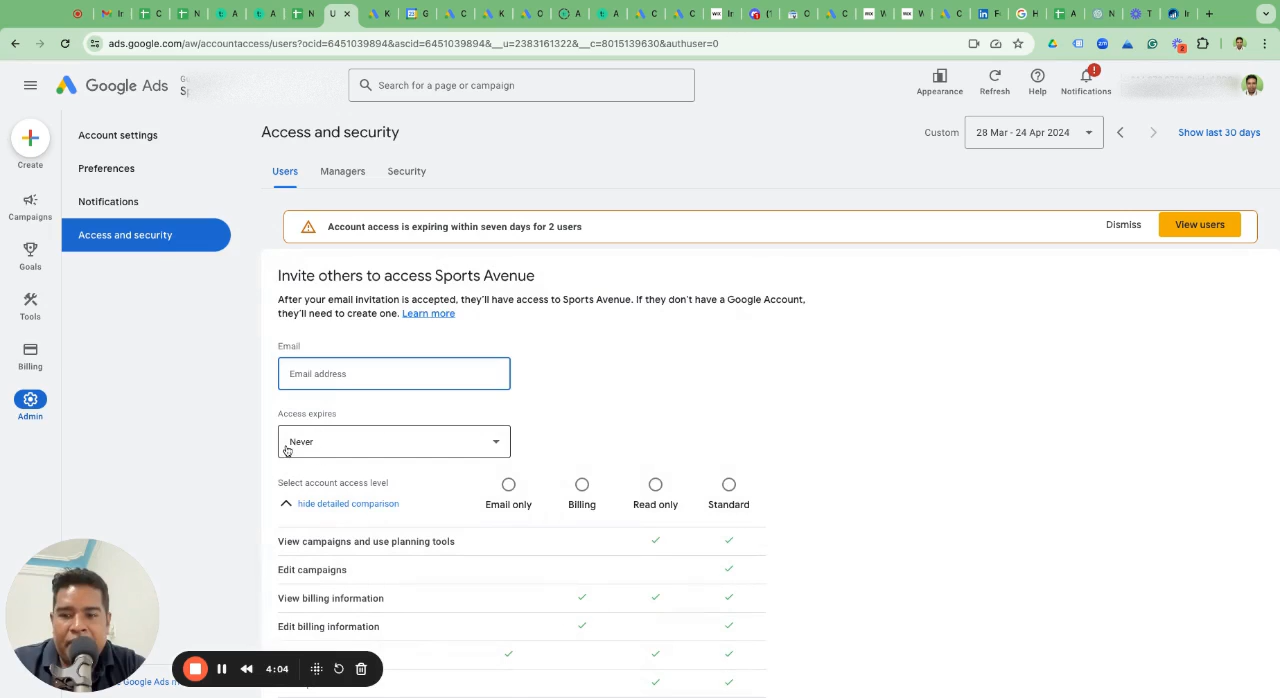 Ir
C
N
A
A
N
U
K
G
C
K
O
A
A
C
C
Ir
(1
C
C
W
W
C
F
H
A
N
A
Ir
ads.google.com/aw/accountaccess/users?ocid=6451039894&ascid=6451039894&__u=2383161322&__c=8015139630&authuser=0
2
Google Ads
Search for a page or campaign
Appearance
Refresh
Help
Notifications
Create
Campaigns
Goals
Tools
Billing
Admin
Account settings
Preferences
Notifications
Access and security
Access and security
Custom
28 Mar - 24 Apr 2024
Show last 30 days
Users
Managers
Security
Account access is expiring within seven days for 2 users
Dismiss
View users
Invite others to access Sports Avenue
After your email invitation is accepted, they'll have access to Sports Avenue. If they don't have a Google Account,
they'll need to create one. Learn more
Email
Email address
Access expires
Never
Select account access level
hide detailed comparison
Email only
Billing
Read only
Standard
View campaigns and use planning tools
Edit campaigns
View billing information
Edit billing information
4:04
Google Ads